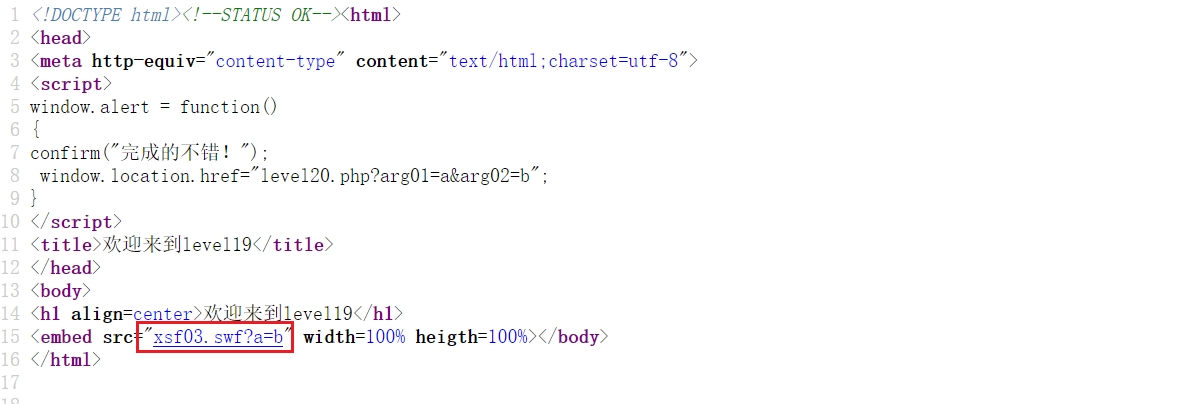 1 <!DOCTYPE html><!--STATUS OK--><html>
2 <head>
3 <meta http-equiv="content-type" content="text/html;charset=utf-8">
4 <script>
5 window.alert = function()
6 {
7 confirm("完成的不错！");
8  window.location.href="level20.php?arg01=a&arg02=b";
9 }
10 </script>
11 <title>欢迎来到level19</title>
12 </head>
13 <body>
14 <h1 align=center>欢迎来到level19</h1>
15 <embed src="xsf03.swf?a=b" width=100% heigth=100%></body>
16 </html>
17
18